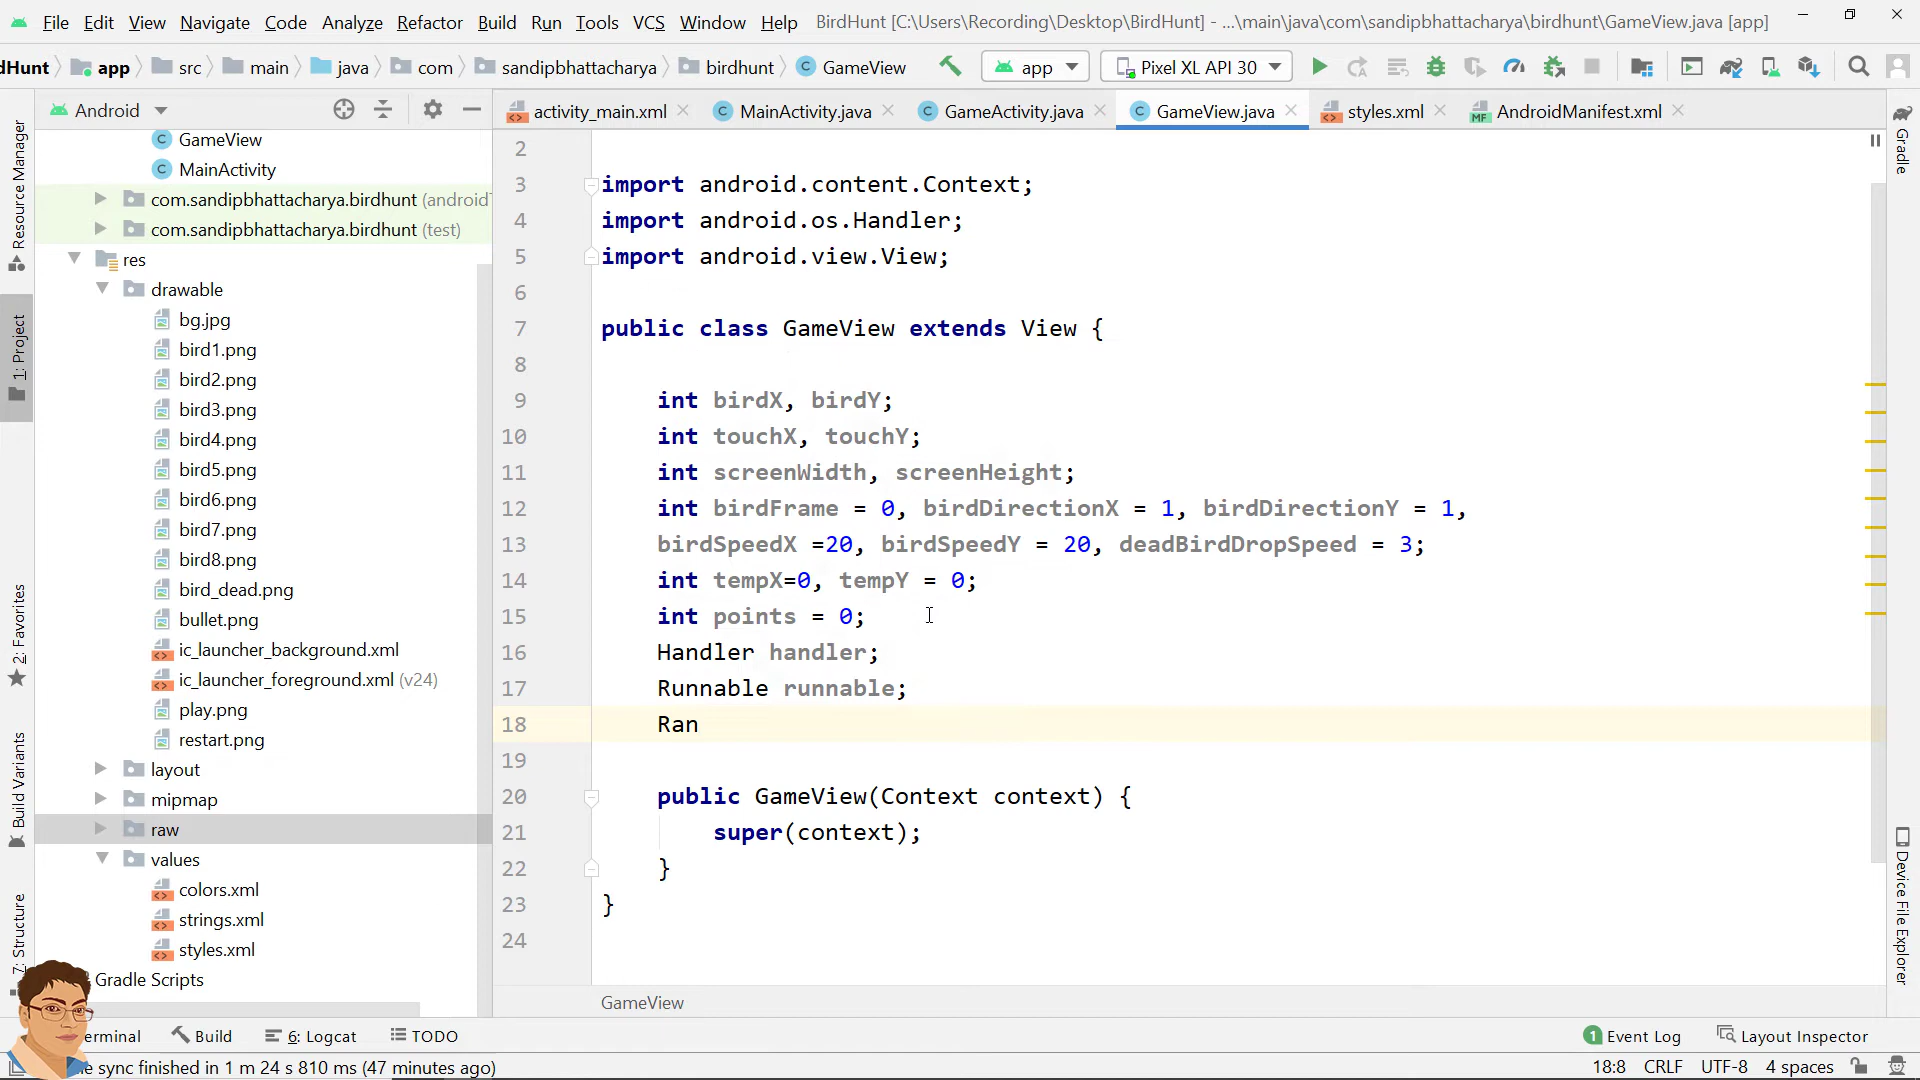 File Edit View Navigate Code Analyze Refactor Build Run Tools VCS Window Help BirdHunt [C:\Users\Recording\Desktop\BirdHunt] - ...\main\java\com\sandipbhattacharya\birdhunt\GameView.java [app]
dHunt app src main java com sandipbhattacharya birdhunt GameView app Pixel XL API 30
Android
activity_main.xml MainActivity.java GameActivity.java GameView.java styles.xml AndroidManifest.xml
GameView
MainActivity
com.sandipbhattacharya.birdhunt (android
com.sandipbhattacharya.birdhunt (test)
res
drawable
bg.jpg
bird1.png
bird2.png
bird3.png
bird4.png
bird5.png
bird6.png
bird7.png
bird8.png
bird_dead.png
bullet.png
ic_launcher_background.xml
ic_launcher_foreground.xml (v24)
play.png
restart.png
layout
mipmap
raw
values
colors.xml
strings.xml
styles.xml
Gradle Scripts
2
3 import android.content.Context;
4 import android.os.Handler;
5 import android.view.View;
6
7 public class GameView extends View {
8
9 int birdX, birdY;
10 int touchX, touchY;
11 int screenWidth, screenHeight;
12 int birdFrame = 0, birdDirectionX = 1, birdDirectionY = 1,
13 birdSpeedX =20, birdSpeedY = 20, deadBirdDropSpeed = 3;
14 int tempX=0, tempY = 0;
15 int points = 0;
16 Handler handler;
17 Runnable runnable;
18 Ran
19
20 public GameView(Context context) {
21 super(context);
22 }
23 }
24
GameView
Resource Manager
1: Project
2: Favorites
Build Variants
7: Structure
Gradle
Device File Explorer
erminal Build 6: Logcat TODO
1 Event Log Layout Inspector
e sync finished in 1 m 24 s 810 ms (47 minutes ago)
18:8 CRLF UTF-8 4 spaces